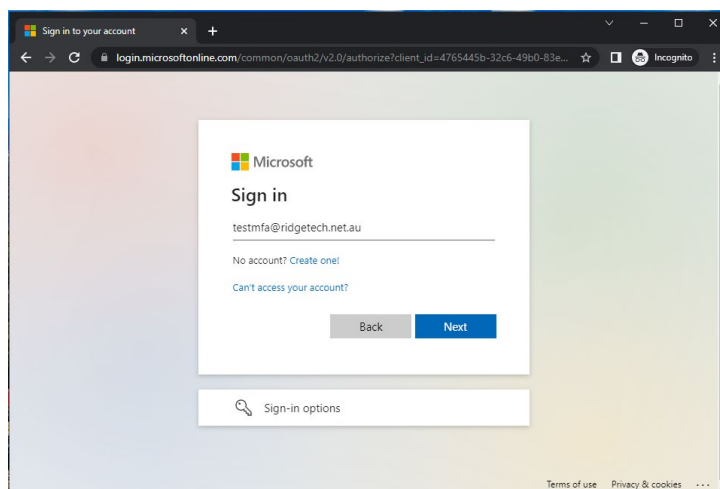 Sign in to your account
login.microsoftonline.com/common/oauth2/v2.0/authorize?client_id=4765445b-32c6-49b0-83e...
Incognito
Microsoft
Sign in
testmfa@ridgetech.net.au
No account? Create one!
Can't access your account?
Back Next
Sign-in options
Terms of use Privacy & cookies ...